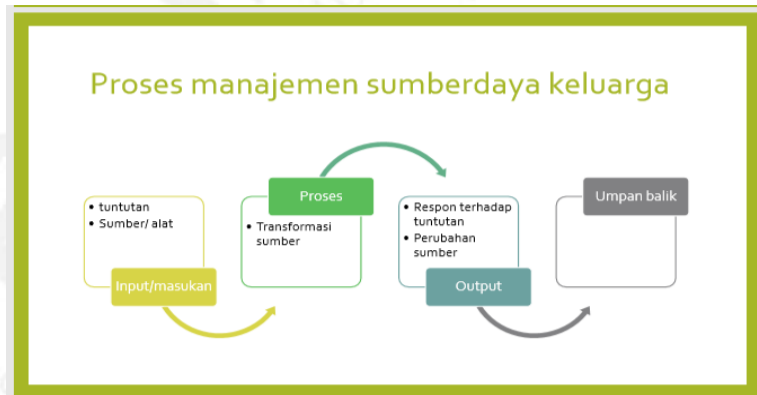 Proses manajemen sumberdaya keluarga
• tuntutan
• Sumber/ alat
Input/masukan
Proses
• Transformasi
sumber
• Respon terhadap
tuntutan
• Perubahan
sumber
Output
Umpan balik